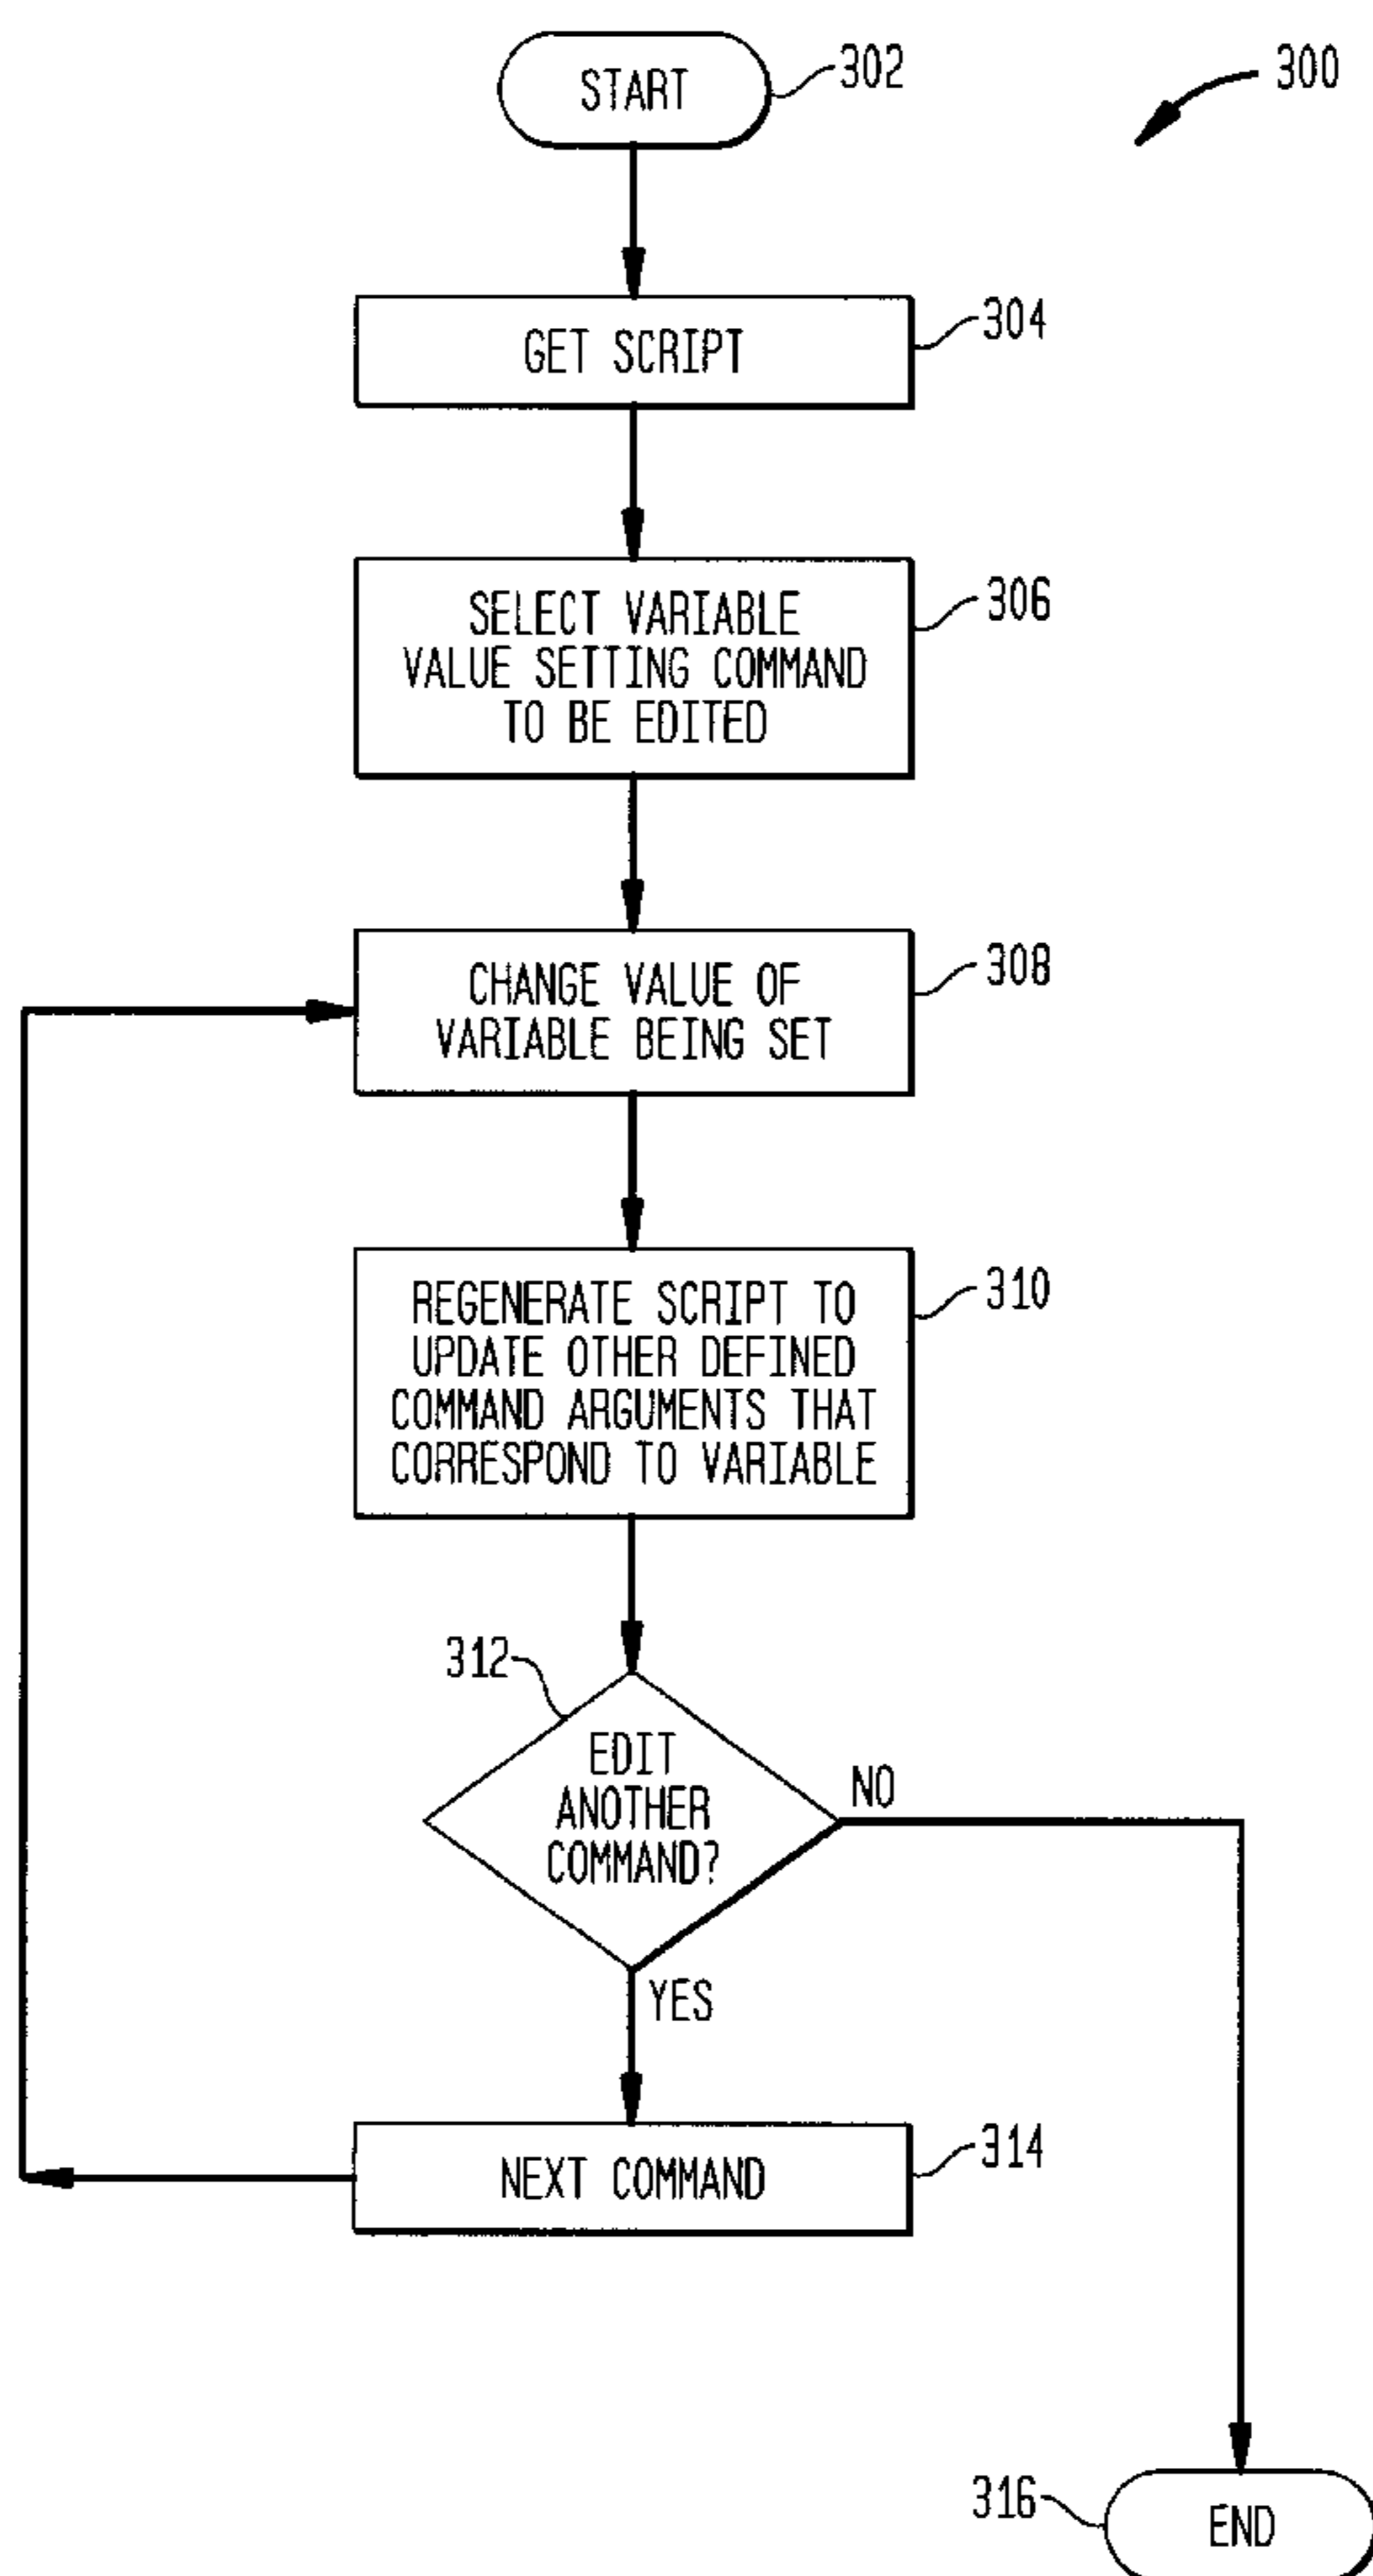 START
302
300
GET SCRIPT
304
SELECT VARIABLE
VALUE SETTING COMMAND
TO BE EDITED
306
CHANGE VALUE OF
VARIABLE BEING SET
308
REGENERATE SCRIPT TO
UPDATE OTHER DEFINED
COMMAND ARGUMENTS THAT
CORRESPOND TO VARIABLE
310
312
EDIT
ANOTHER
COMMAND?
NO
YES
NEXT COMMAND
314
316
END